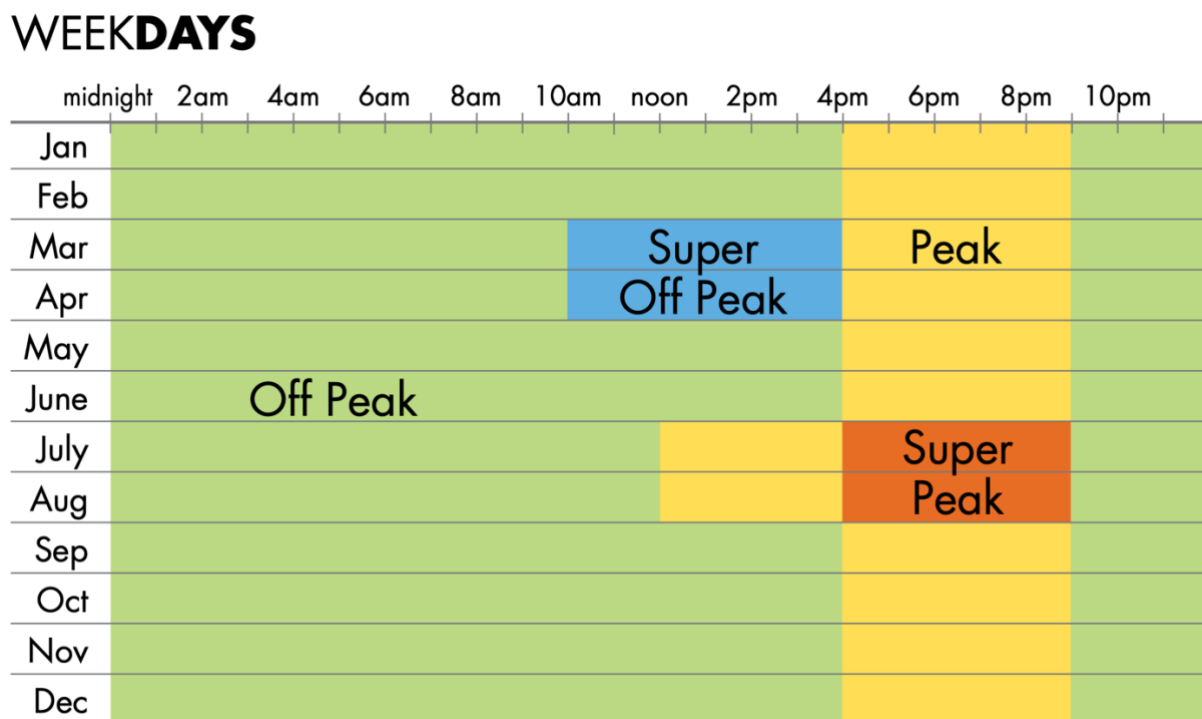 WEEKDAYS
midnight 2am 4am 6am 8am 10am noon 2pm 4pm 6pm 8pm 10pm
Jan
Feb
Mar Super Peak
Apr Off Peak
May
June Off Peak
July Super
Aug Peak
Sep
Oct
Nov
Dec